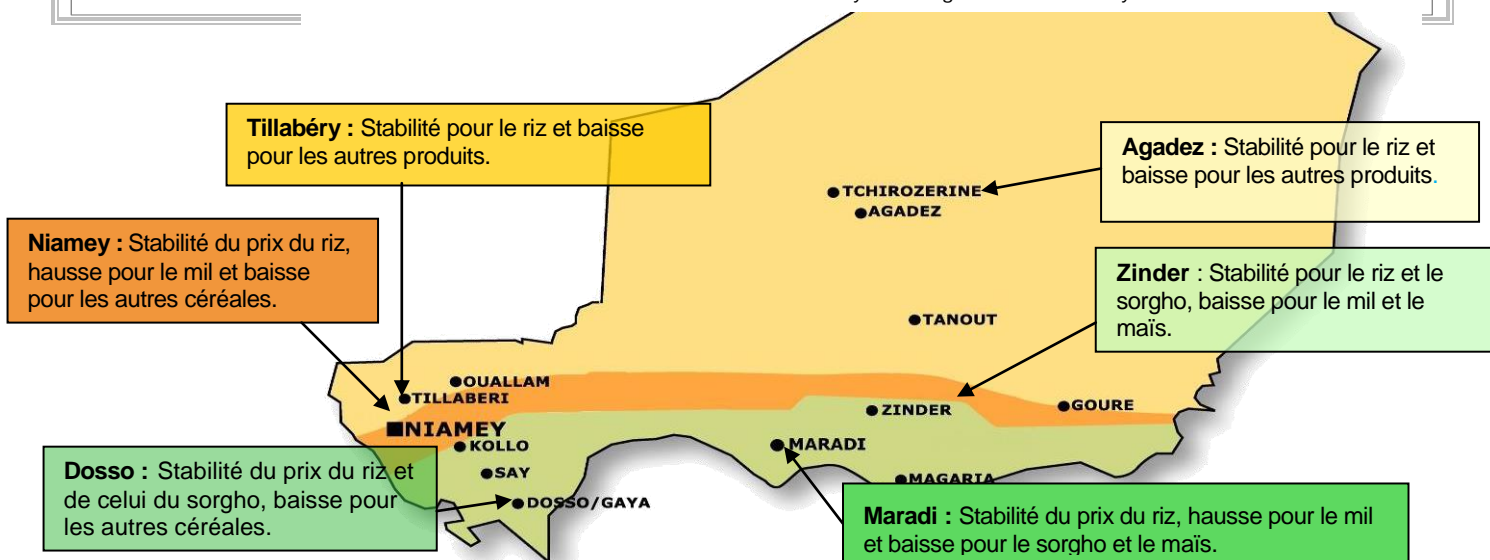 Tillabéry : Stabilité pour le riz et baisse
pour les autres produits.
Agadez : Stabilité pour le riz et
baisse pour les autres produits.
TCHIROZERINE
AGADEZ
Niamey : Stabilité du prix du riz,
hausse pour le mil et baisse
pour les autres céréales.
Zinder : Stabilité pour le riz et le
sorgho, baisse pour le mil et le
maïs.
TANOUT
OUALLAM
TILLABERI
ZINDER
GOURE
NIAMEY
KOLLO
MARADI
SAY
MAGARIA
DOSSO/GAYA
Dosso : Stabilité du prix du riz et
de celui du sorgho, baisse pour
les autres céréales.
Maradi : Stabilité du prix du riz, hausse pour le mil
et baisse pour le sorgho et le maïs.